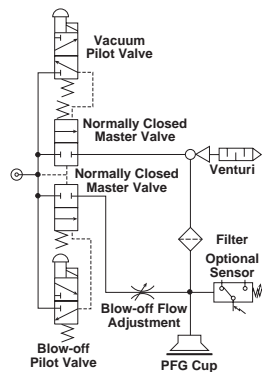 Vacuum
Pilot Valve
Normally Closed
Master Valve
Venturi
Normally Closed
Master Valve
Filter
Optional
Sensor
Blow-off Flow
Adjustment
Blow-off
Pilot Valve
PFG Cup